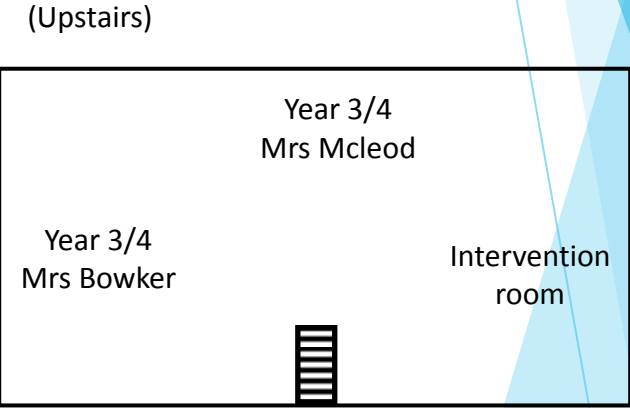 (Upstairs)
Year 3/4
Mrs Mcleod
Year 3/4
Mrs Bowker
Intervention
room